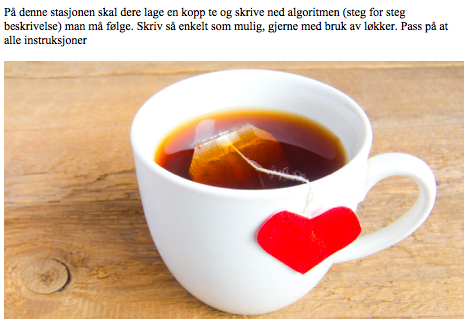 På denne stasjonen skal dere lage en kopp te og skrive ned algoritmen (steg for steg
beskrivelse) man må følge. Skriv så enkelt som mulig, gjerne med bruk av løkker. Pass på at
alle instruksjoner